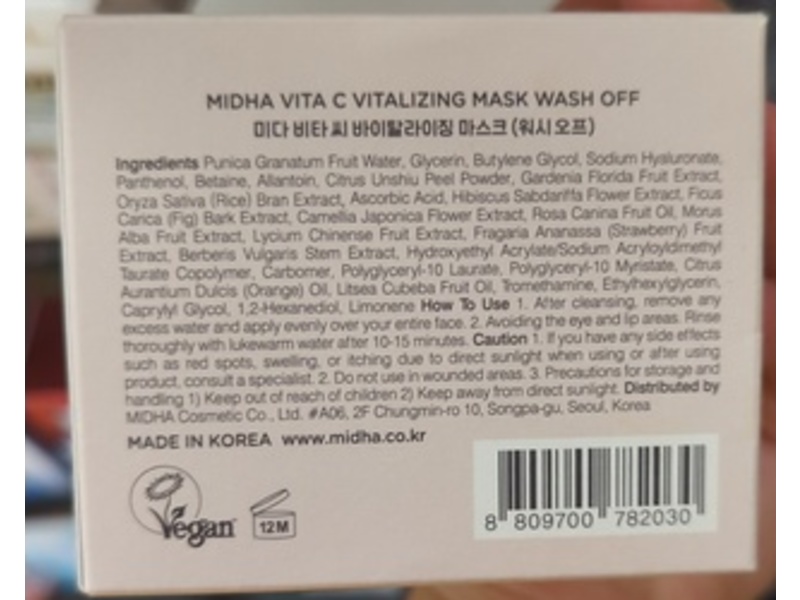 MIDHA VITA C VITALIZING MASK WASH OFF
미다 비타 씨 바이탈라이징 마스크 (워시 오프)
Ingredients Punica Granatum Fruit Water, Glycerin, Butylene Glycol, Sodium Hyaluronate,
Panthenol, Betaine, Allantoin, Citrus Unshiu Peel Powder, Gardenia Florida Fruit Extract,
Oryza Sativa (Rice) Bran Extract, Ascorbic Acid, Hibiscus Sabdariffa Flower Extract, Ficus
Carica (Fig) Bark Extract, Camellia Japonica Flower Extract, Rosa Canina Fruit Oil, Morus
Alba Fruit Extract, Lycium Chinense Fruit Extract, Fragaria Ananassa (Strawberry) Fruit
Extract, Berberis Vulgaris Stem Extract, Hydroxyethyl Acrylate/Sodium Acryloyldimethyl
Taurate Copolymer, Carbomer, Polyglyceryl-10 Laurate, Polyglyceryl-10 Myristate, Citrus
Aurantium Dulcis (Orange) Oil, Litsea Cubeba Fruit Oil, Tromethamine, Ethylhexylglycerin,
Caprylyl Glycol, 1,2-Hexanediol, Limonene How To Use 1. After cleansing, remove any
excess water and apply evenly over your entire face. 2. Avoiding the eye and lip areas. Rinse
thoroughly with lukewarm water after 10-15 minutes. Caution 1. If you have any side effects
such as red spots, swelling, or itching due to direct sunlight when using or after using
product, consult a specialist. 2. Do not use in wounded areas. 3. Precautions for storage and
handling 1) Keep out of reach of children 2) Keep away from direct sunlight. Distributed by
MIDHA Cosmetic Co., Ltd. #A06, 2F Chungmin-ro 10, Songpa-gu, Seoul, Korea
MADE IN KOREA www.midha.co.kr
Vegan
12M
8 809700 782030